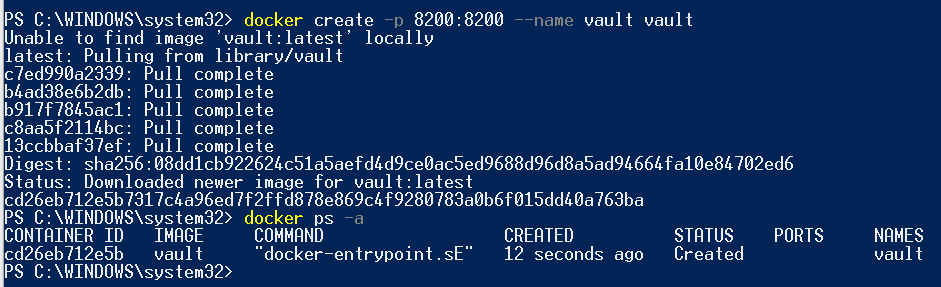 PS C:\WINDOWS\system32> docker create -p 8200:8200 --name vault vault
Unable to find image 'vault:latest' locally
latest: Pulling from library/vault
c7ed990a2339: Pull complete
b4ad38e6b2db: Pull complete
b917f7845ac1: Pull complete
c8aa5f2114bc: Pull complete
13ccbbaf37ef: Pull complete
Digest: sha256:08dd1cb922624c51a5aefd4d9ce0ac5ed9688d96d8a5ad94664fa10e84702ed6
Status: Downloaded newer image for vault:latest
cd26eb712e5b7317c4a96ed7f2ffd878e869c4f9280783a0b6f015dd40a763ba
PS C:\WINDOWS\system32> docker ps -a
CONTAINER ID IMAGE COMMAND CREATED STATUS PORTS NAMES
cd26eb712e5b vault "docker-entrypoint.sE" 12 seconds ago Created vault
PS C:\WINDOWS\system32>